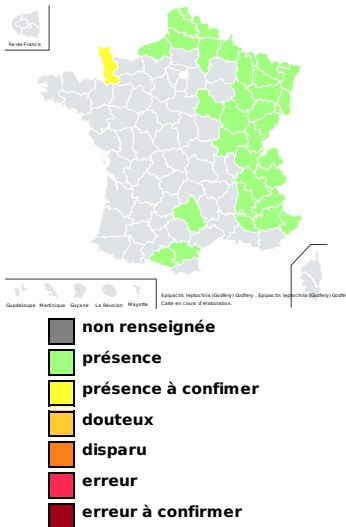 Île-de-France
Guadeloupe Martinique Guyane La Réunion Mayotte
Epipactis leptochila (Godfery) Godfery , Epipactis leptochila (Godfery) Godfe
Carte en cours d'élaboration.
non renseignée
présence
présence à confimer
douteux
disparu
erreur
erreur à confirmer